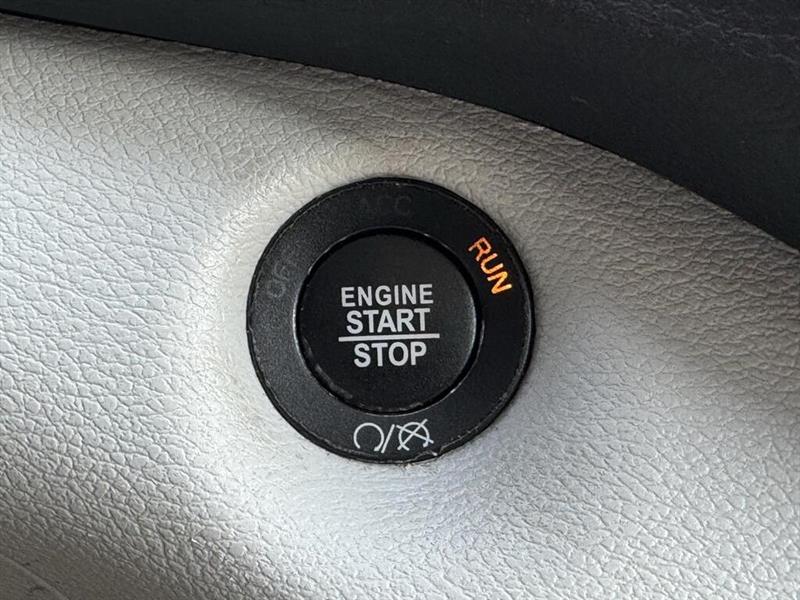 ACC
OFF
RUN
ENGINE
START
STOP